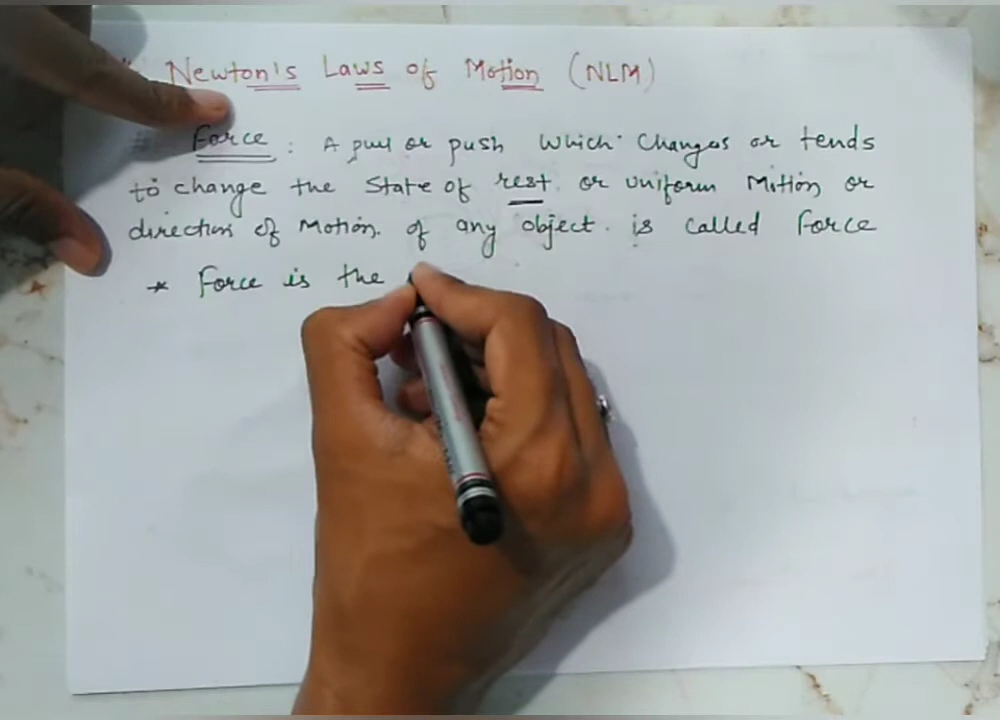 Newton's Laws of Motion (NLM)
Force : A pull or push which changes or tends
to change the state of rest or uniform Motion or
direction of Motion. of any object. is called Force
* Force is the